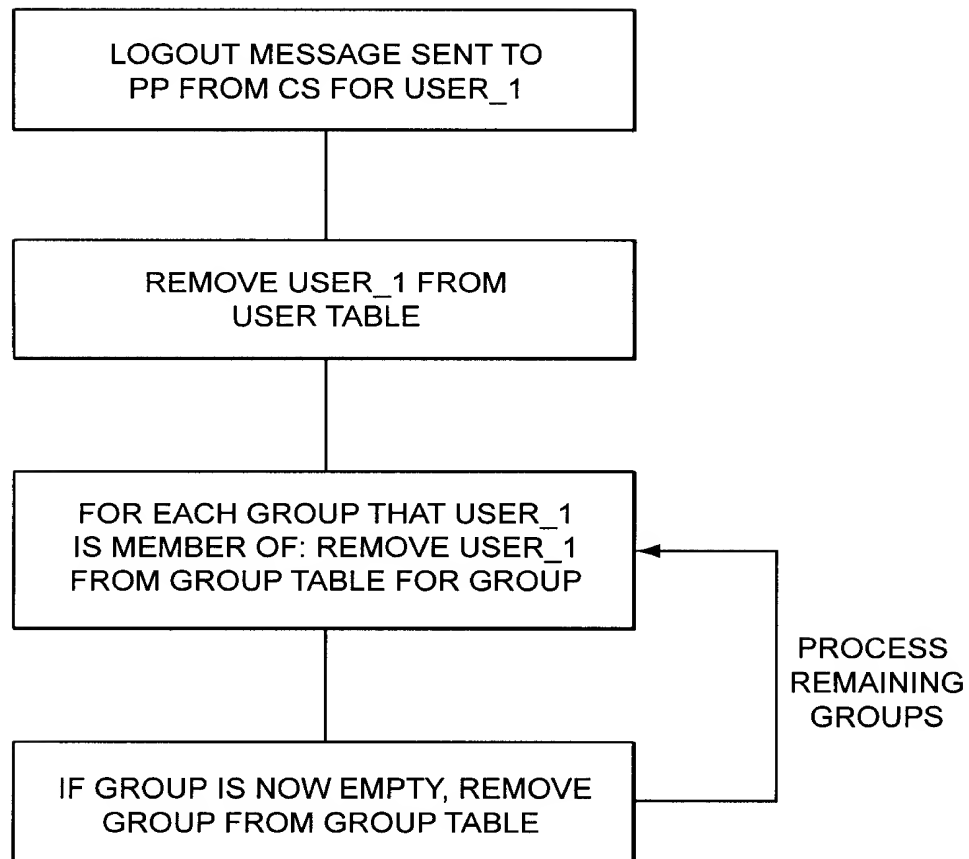 LOGOUT MESSAGE SENT TO
PP FROM CS FOR USER_1
REMOVE USER_1 FROM
USER TABLE
FOR EACH GROUP THAT USER_1
IS MEMBER OF: REMOVE USER_1
FROM GROUP TABLE FOR GROUP
PROCESS
REMAINING
GROUPS
IF GROUP IS NOW EMPTY, REMOVE
GROUP FROM GROUP TABLE